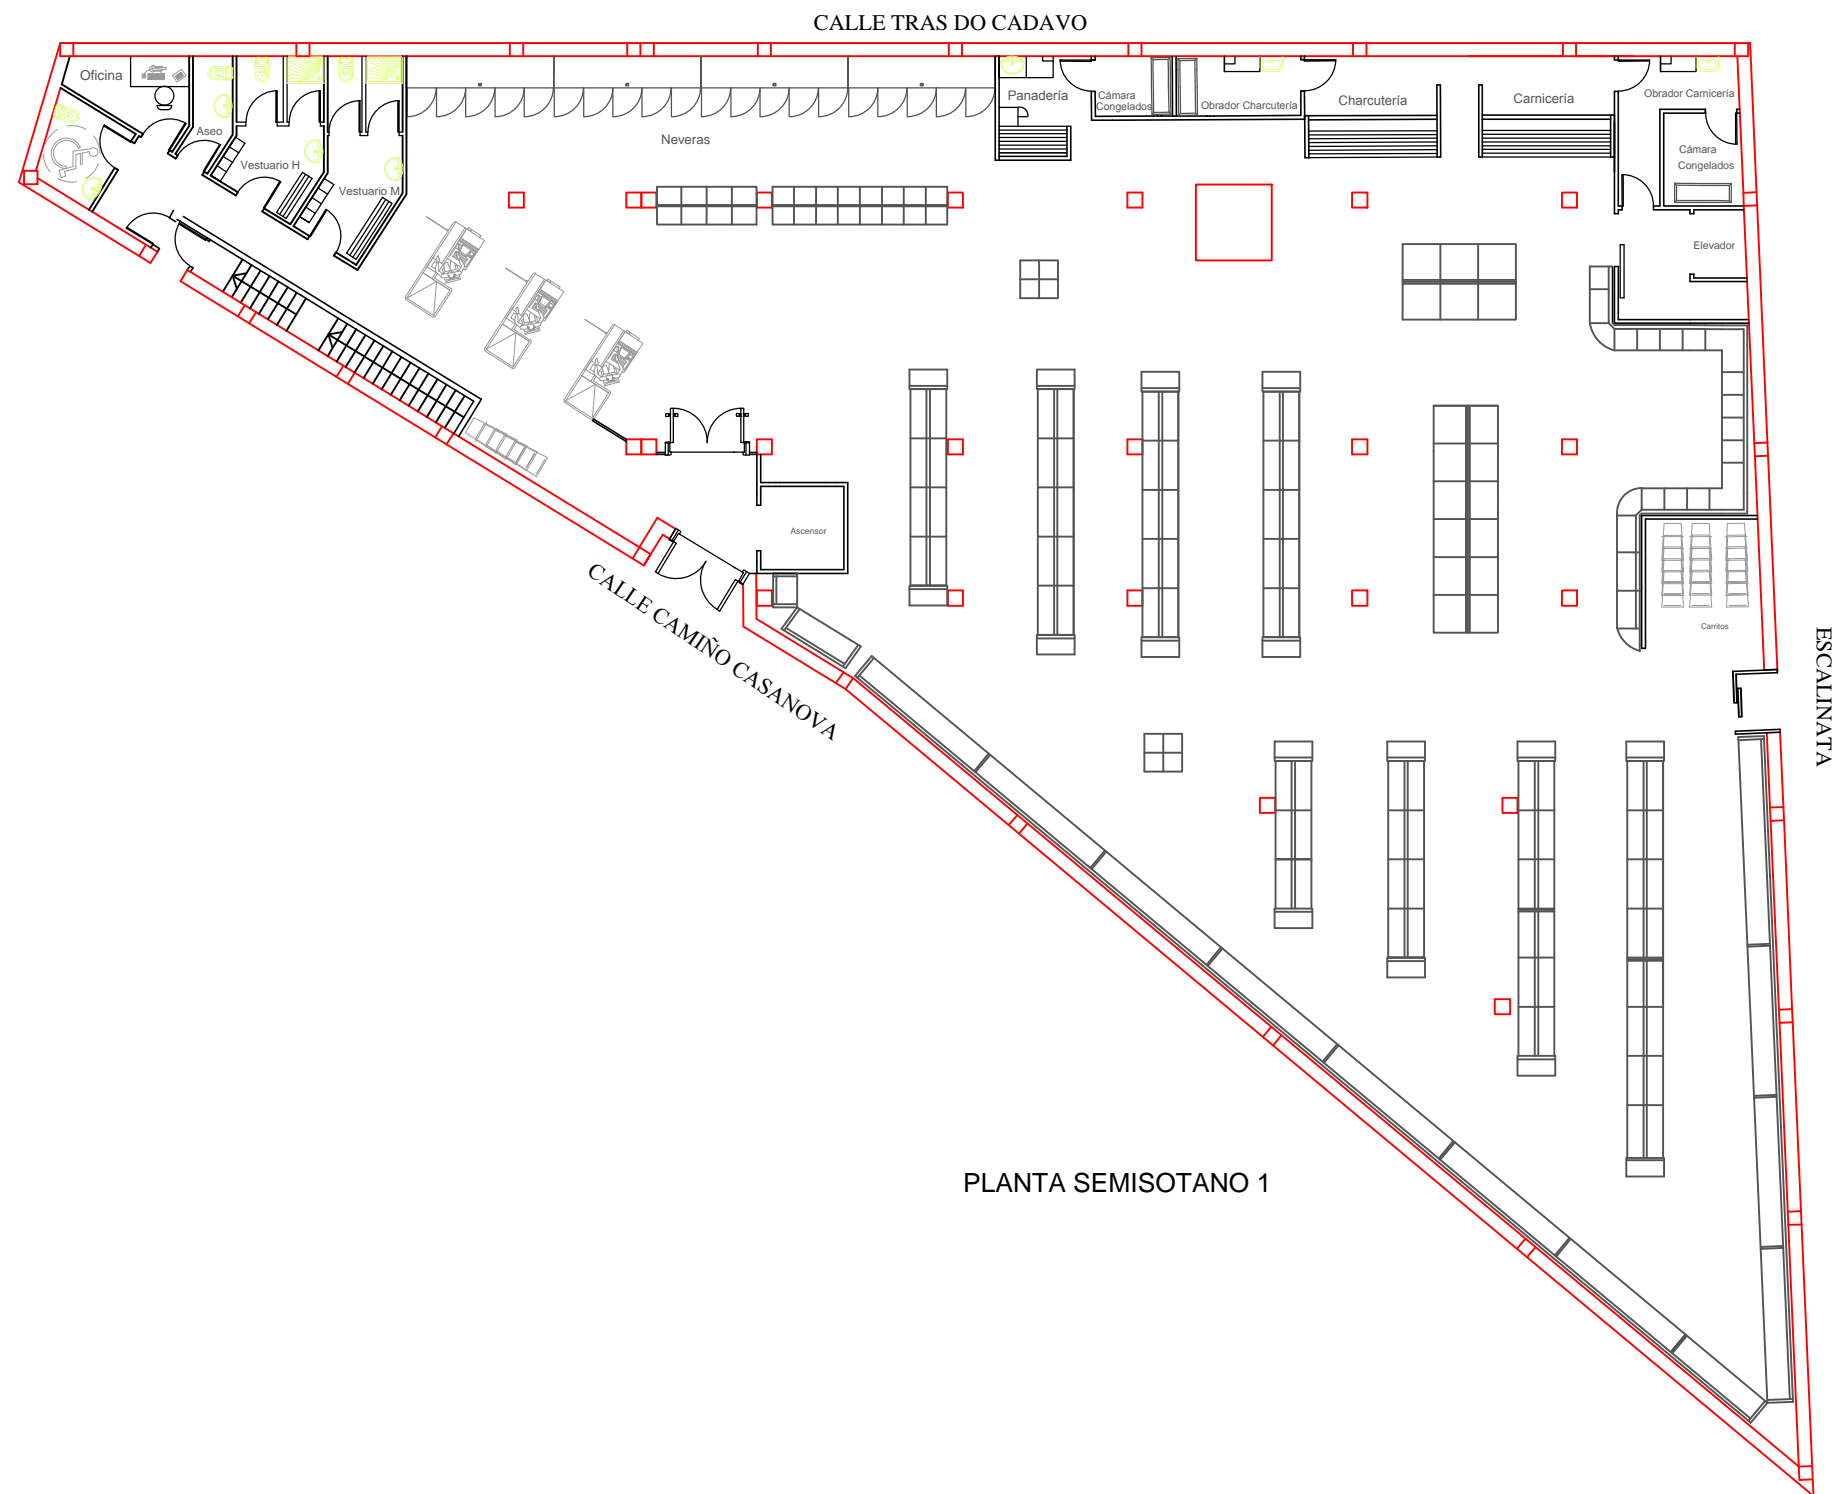 CALLE TRAS DO CADAVO
Oficina
Aseo
Vestuario H
Vestuario M
Neveras
Panadería
Cámara
Congelados
Obrador Charcutería
Charcutería
Carnicería
Obrador Carnicería
Cámara
Congelados
Elevador
Ascensor
CALLE CAMIÑO CASANOVA
Carritos
ESCALINATA
PLANTA SEMISOTANO 1